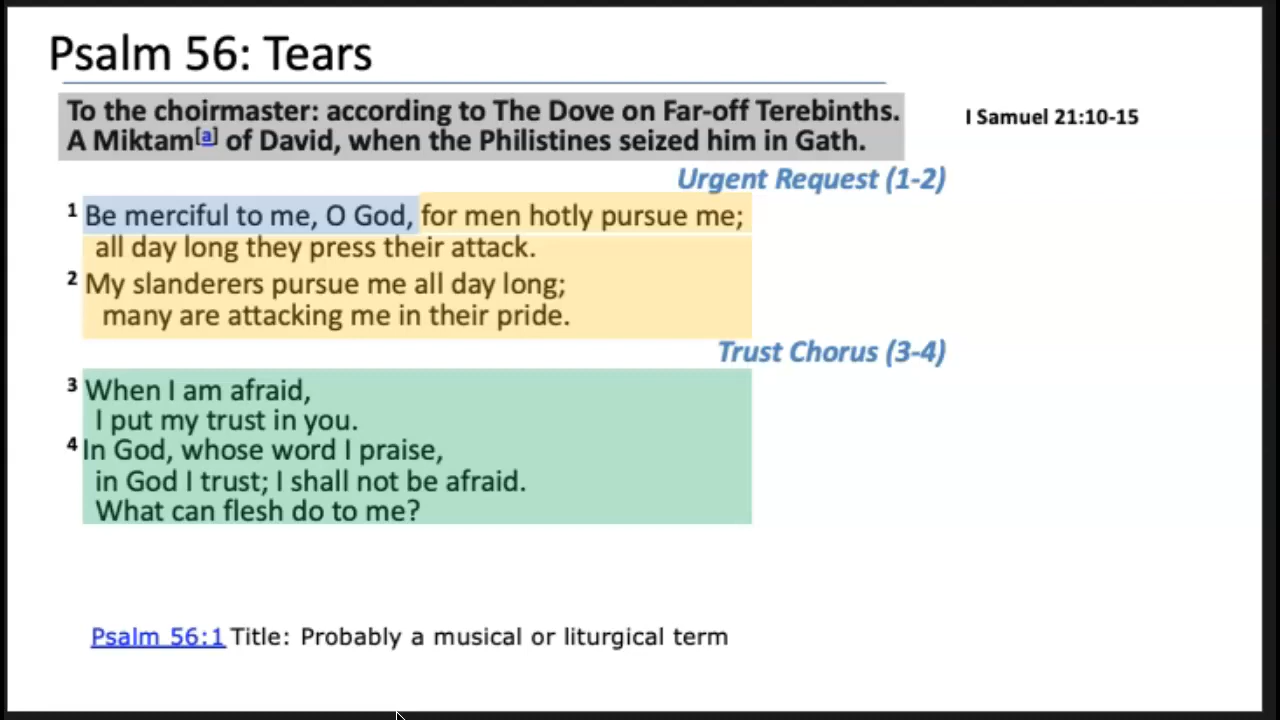 Psalm 56: Tears
To the choirmaster: according to The Dove on Far-off Terebinths.
A Miktam[a] of David, when the Philistines seized him in Gath.
I Samuel 21:10-15
Urgent Request (1-2)
1 Be merciful to me, O God, for men hotly pursue me;
all day long they press their attack.
2 My slanderers pursue me all day long;
many are attacking me in their pride.
Trust Chorus (3-4)
3 When I am afraid,
I put my trust in you.
4 In God, whose word I praise,
in God I trust; I shall not be afraid.
What can flesh do to me?
Psalm 56:1 Title: Probably a musical or liturgical term